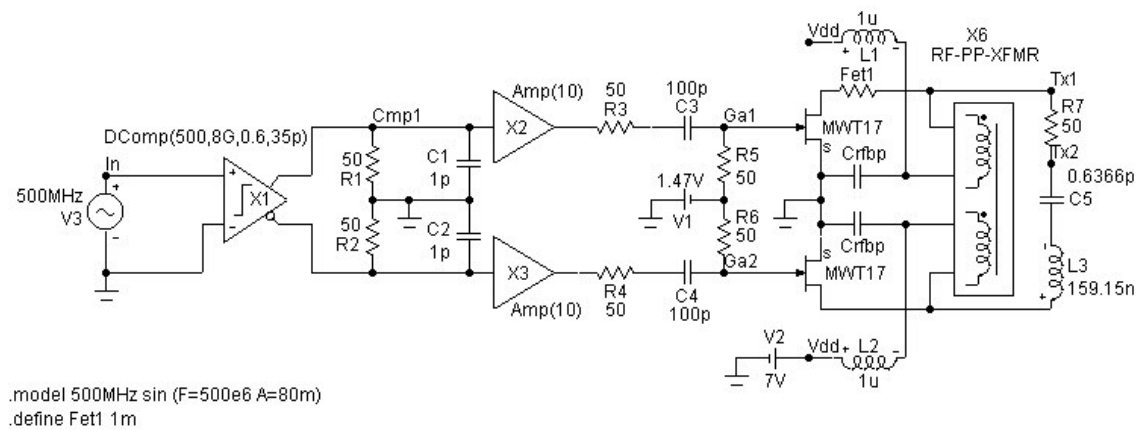 1u
Vdd
L1
X6
RF-PP-XFMR
Fet1
Tx1
Amp(10)
50
R3
100p
C3
Ga1
MWT17
R7
50
Tx2
DComp(500,8G,0.6,35p)
Cmp1
X2
In
X1
50
R1
C1
1p
R5
50
S
Crfbp
0.6366p
C5
500MHz
V3
1.47V
V1
50
R2
C2
1p
R6
50
Crfbp
S
X3
Ga2
MWT17
L3
159.15n
Amp(10)
R4
50
C4
100p
V2
7V
Vdd
L2
1u
.model 500MHz sin (F=500e6 A=80m)
.define Fet1 1m